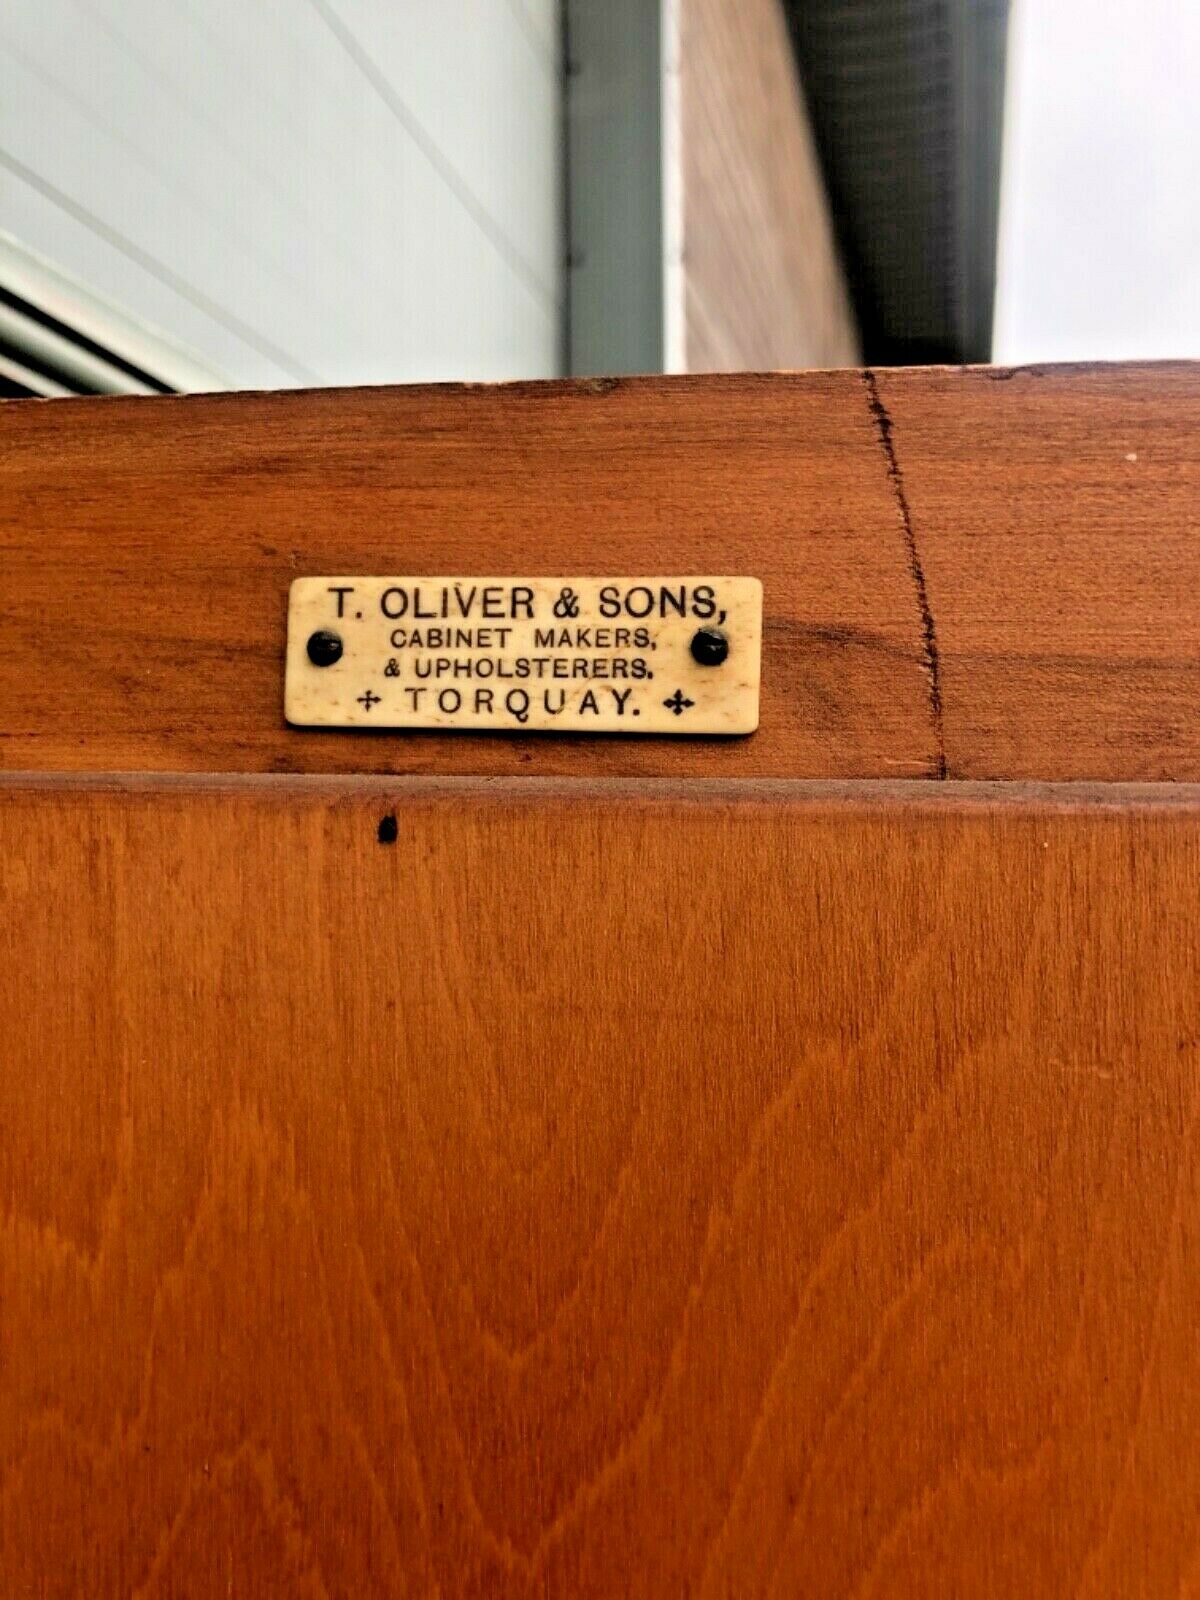 T. OLIVER & SONS,
CABINET MAKERS,
& UPHOLSTERERS.
TORQUAY.